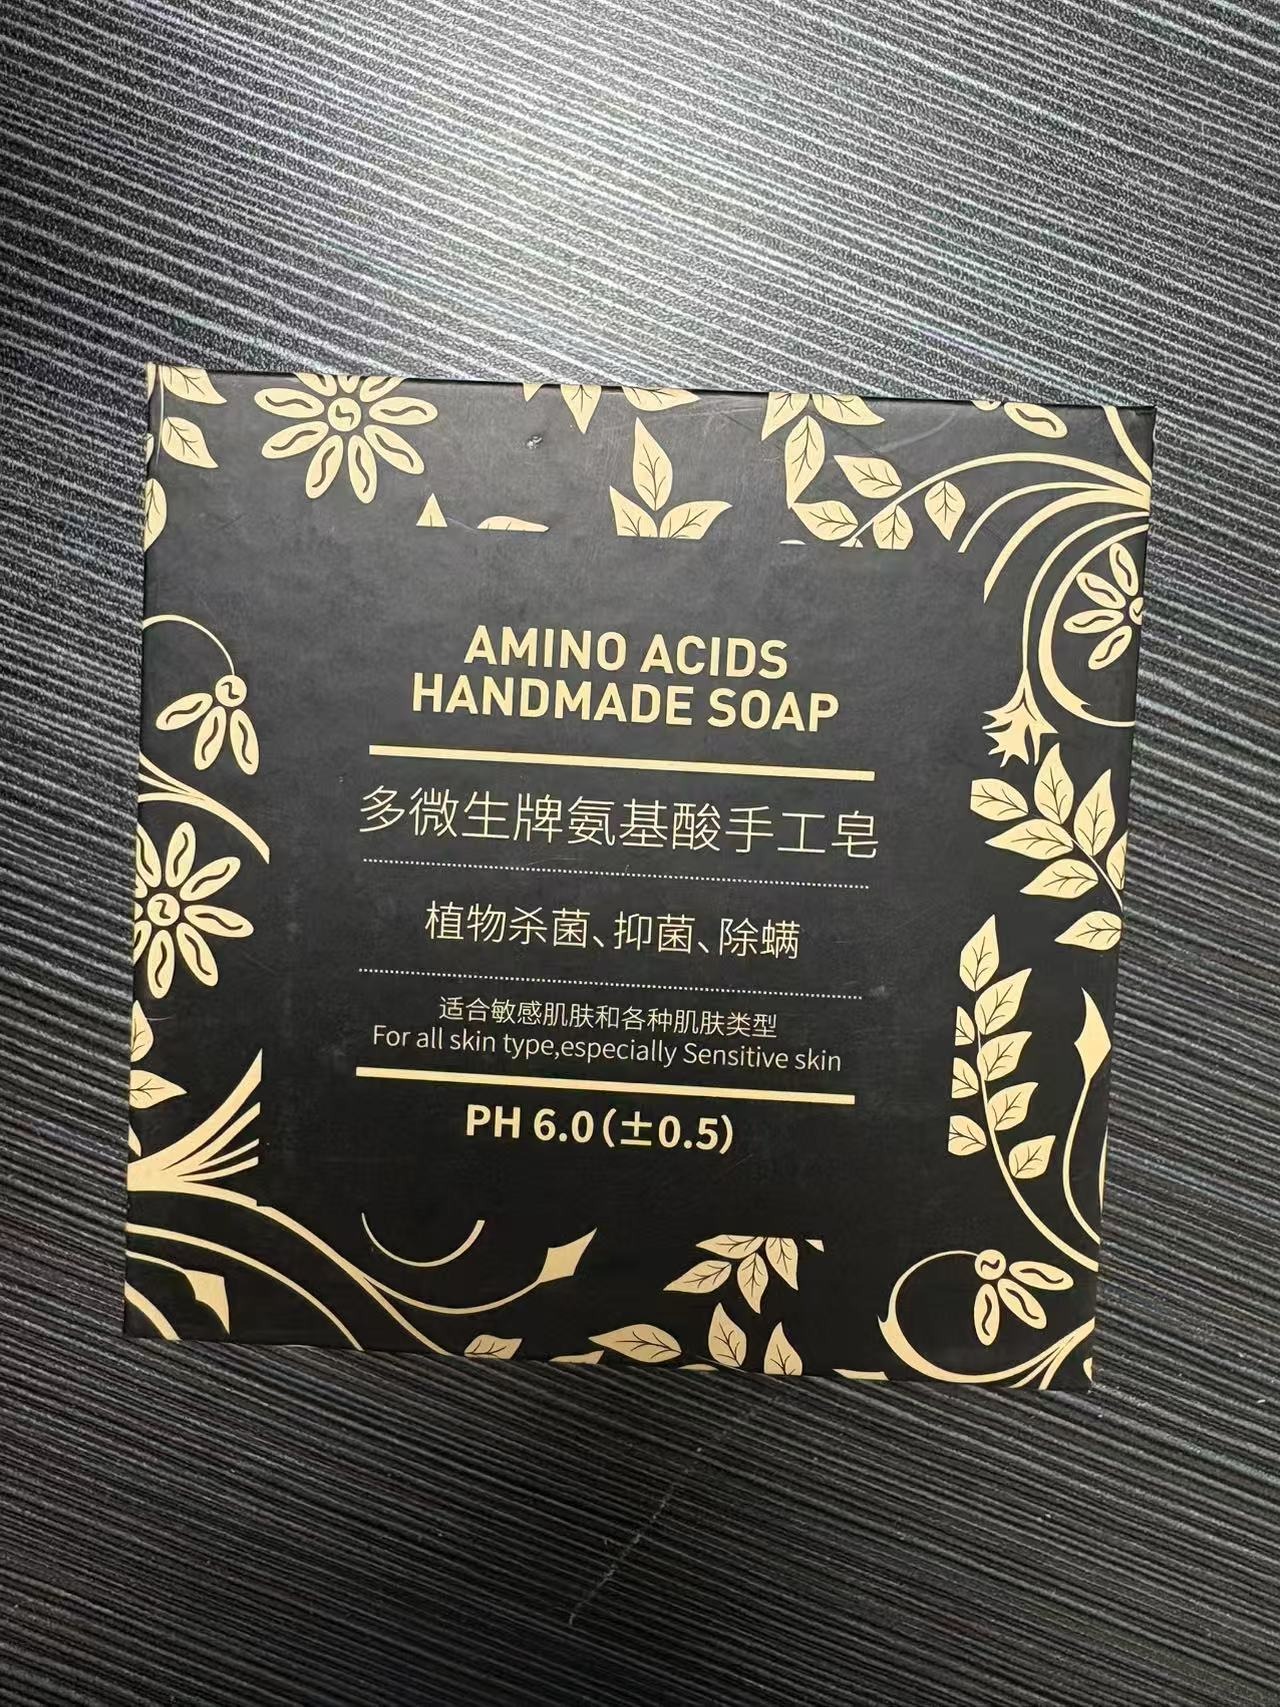 AMINO ACIDS
HANDMADE SOAP
多微生牌氨基酸手工皂
植物杀菌、抑菌、除螨
适合敏感肌肤和各种肌肤类型
For all skin type,especially Sensitive skin
PH 6.0(±0.5)